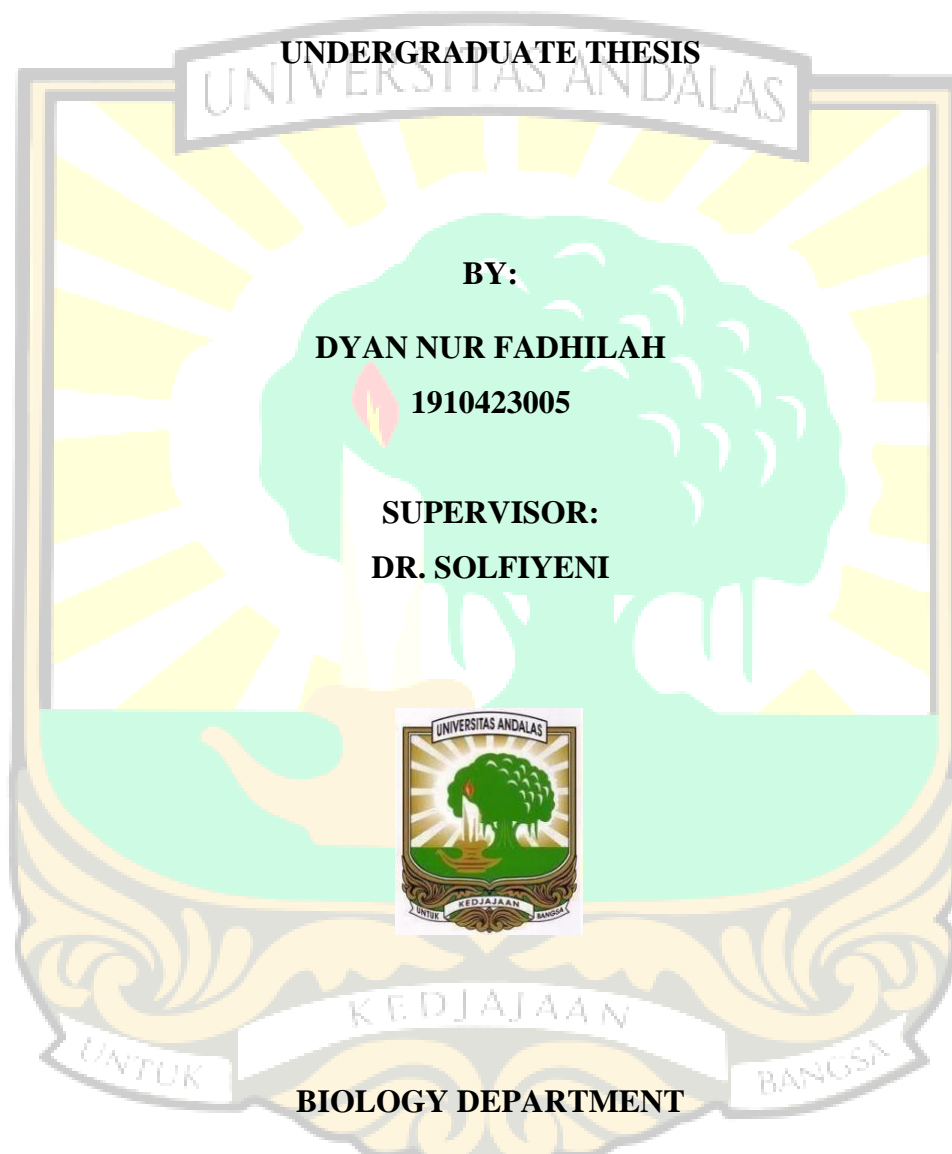 UNDERGRADUATE THESIS
UNIVERSITAS ANDALAS
BY:
DYAN NUR FADHILAH
1910423005
SUPERVISOR:
DR. SOLFIYENI
UNIVERSITAS ANDALAS
UNTUK KEDJAJAAN BANGSA
UNTUK KEDJAJAAN BANGSA
BIOLOGY DEPARTMENT